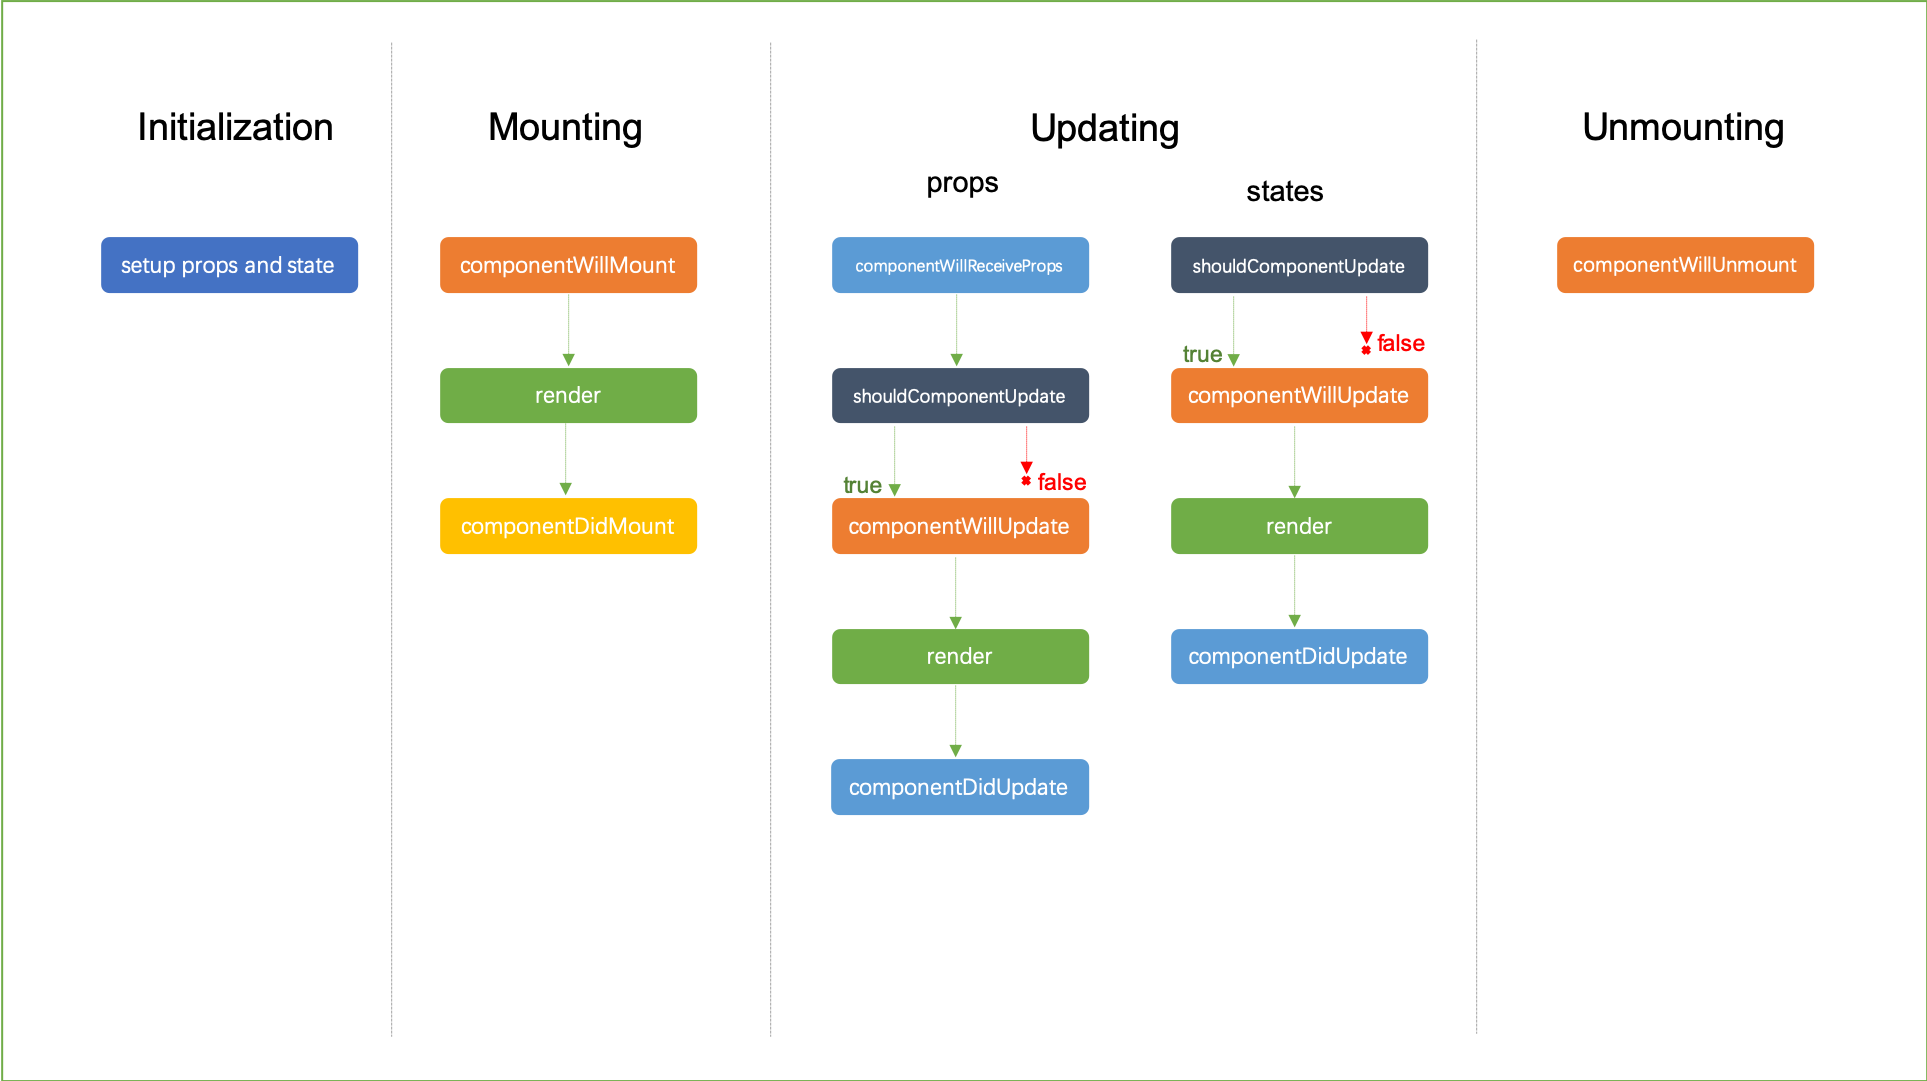 Initialization
setup props and state
Mounting
componentWillMount
render
componentDidMount
Updating
props
componentWillReceiveProps
shouldComponentUpdate
true
false
componentWillUpdate
render
componentDidUpdate
states
shouldComponentUpdate
true
false
componentWillUpdate
render
componentDidUpdate
Unmounting
componentWillUnmount